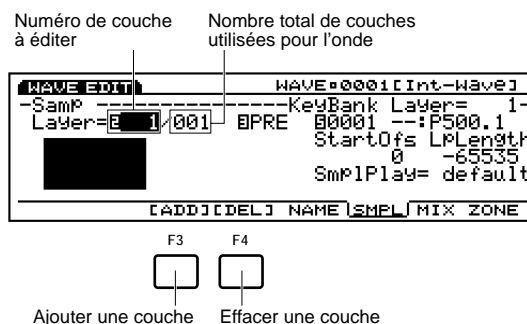 Numéro de couche à éditer
Nombre total de couches utilisées pour l'onde
WAVE EDIT WAVE:0001[Int-Wave]
-Samp ----------------KeyBank Layer= 1-
Layer= 1/001 PRE 0001 --:P500.1
StartOfs LpLength
0 -65535
SmplPlay= default
[ADD][DEL] NAME SMPL MIX ZONE
F3 F4
Ajouter une couche Effacer une couche